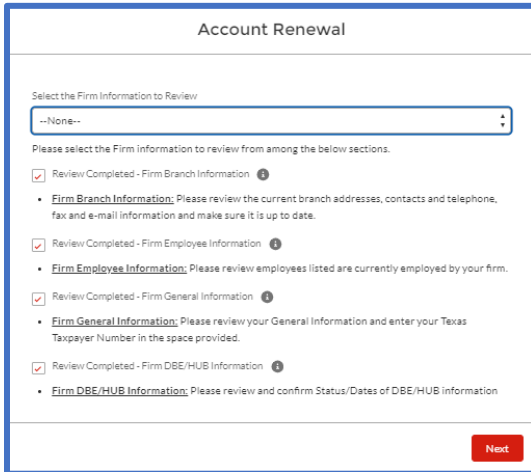 Account Renewal
Select the Firm Information to Review
--None--
Please select the Firm information to review from among the below sections.
Review Completed - Firm Branch Information
• Firm Branch Information: Please review the current branch addresses, contacts and telephone,
fax and e-mail information and make sure it is up to date.
Review Completed - Firm Employee Information
• Firm Employee Information: Please review employees listed are currently employed by your firm.
Review Completed - Firm General Information
• Firm General Information: Please review your General Information and enter your Texas
Taxpayer Number in the space provided.
Review Completed - Firm DBE/HUB Information
• Firm DBE/HUB Information: Please review and confirm Status/Dates of DBE/HUB information
Next